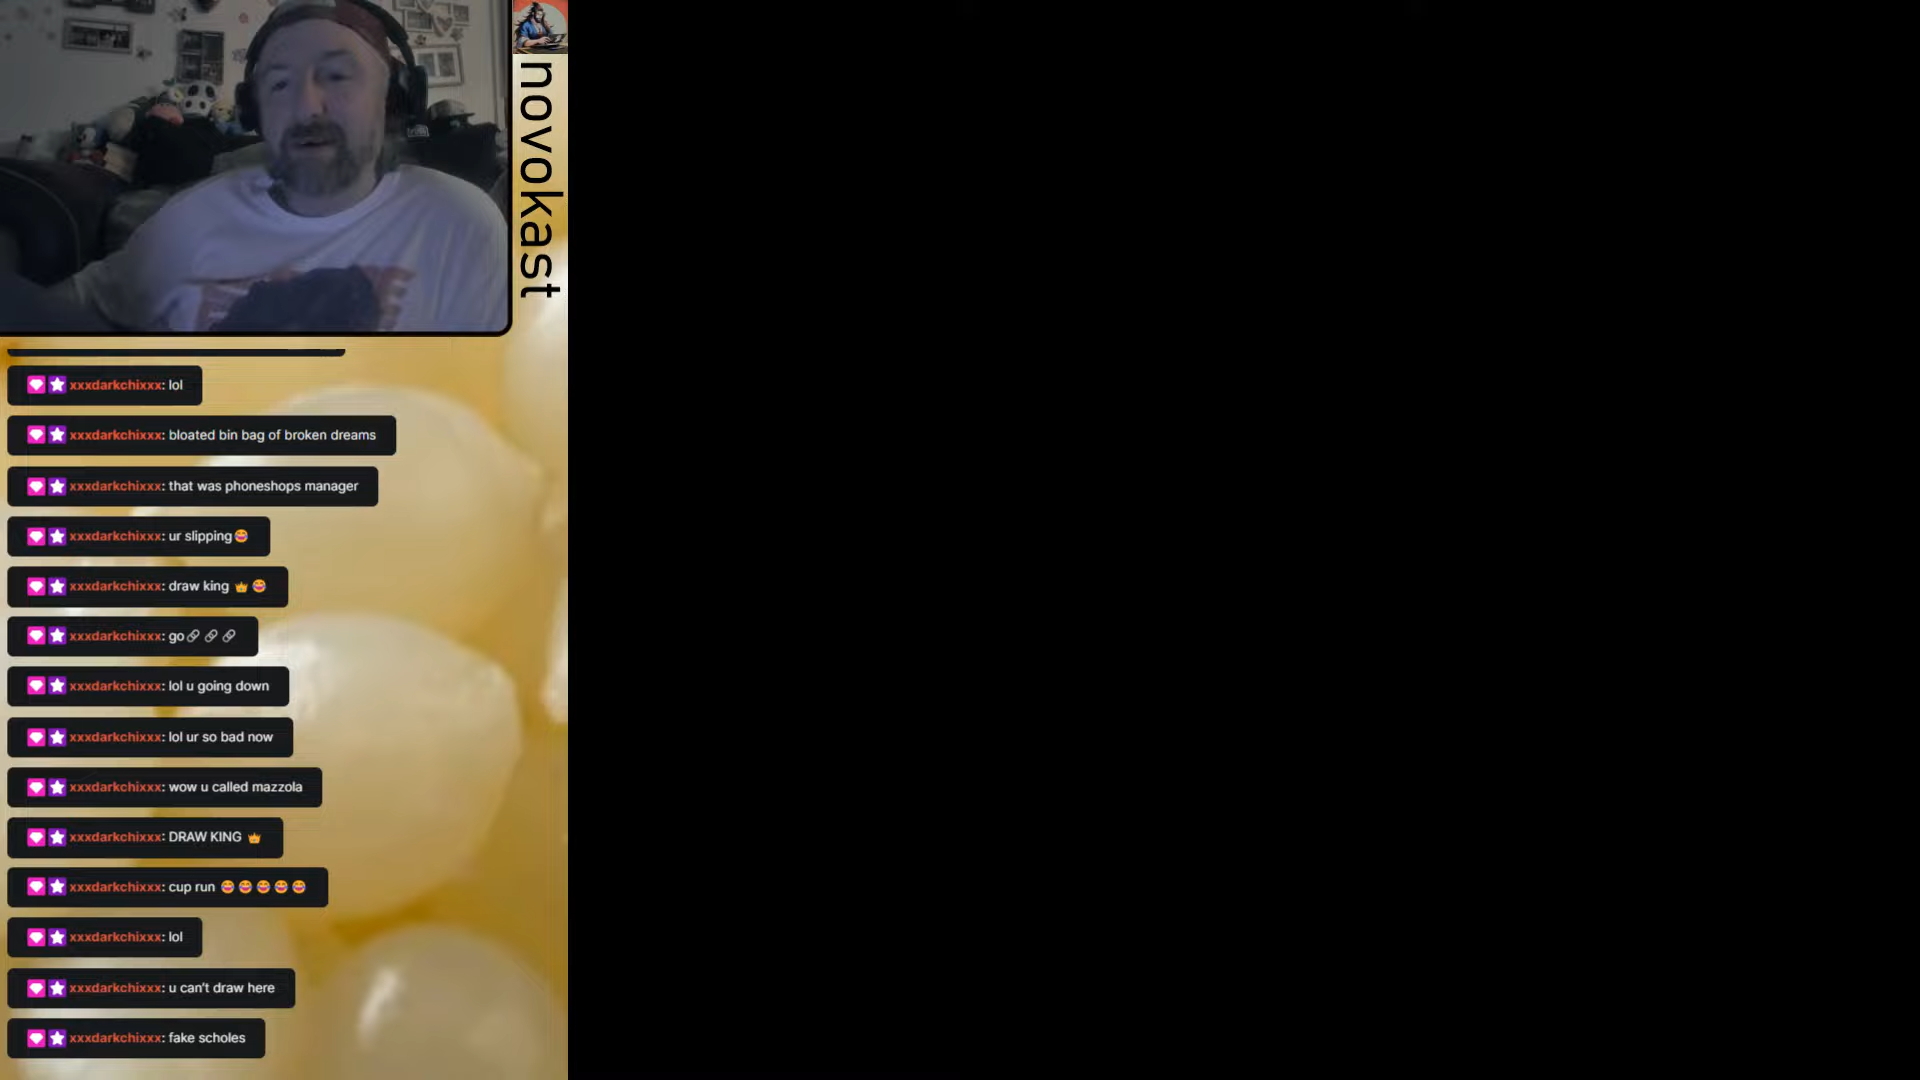 novokast
xxxdarkchixxx: lol
xxxdarkchixxx: bloated bin bag of broken dreams
xxxdarkchixxx: that was phoneshops manager
xxxdarkchixxx: ur slipping😂
xxxdarkchixxx: draw king 👑 😂
xxxdarkchixxx: go🔗 🔗 🔗
xxxdarkchixxx: lol u going down
xxxdarkchixxx: lol ur so bad now
xxxdarkchixxx: wow u called mazzola
xxxdarkchixxx: DRAW KING 👑
xxxdarkchixxx: cup run 😂 😂 😂 😂 😂
xxxdarkchixxx: lol
xxxdarkchixxx: u can't draw here
xxxdarkchixxx: fake scholes